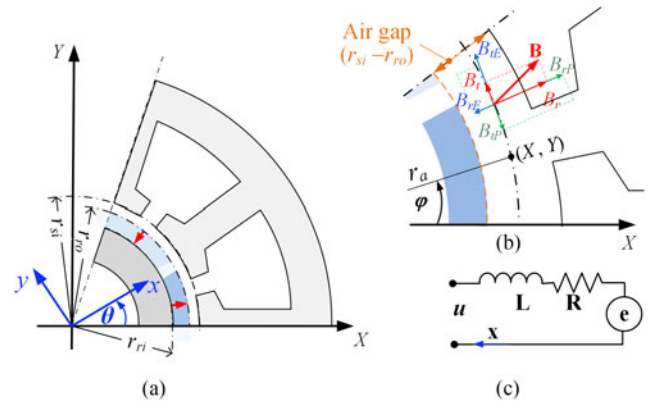 (a)
Y
X
y
x
θ
r_si
r_ro
r_ri
Air gap
(r_si − r_ro)
B
B_tE
B_t
B_rP
B_rE
B_r
B_tP
(X, Y)
r_a
φ
(b)
X
u
L
R
e
x
(a)
(c)